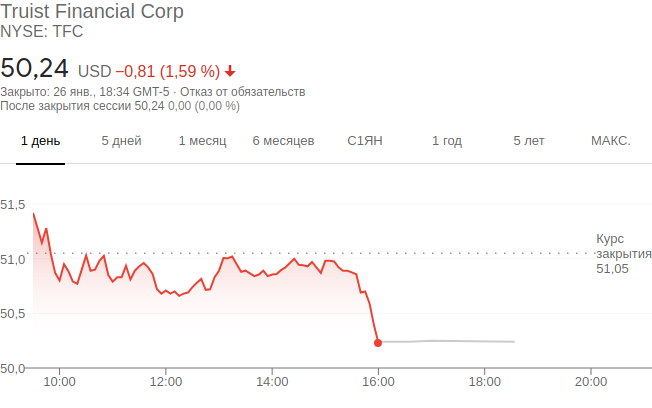 Truist Financial Corp
NYSE: TFC
50,24 USD −0,81 (1,59 %)
Закрыто: 26 янв., 18:34 GMT-5 · Отказ от обязательств
После закрытия сессии 50,24 0,00 (0,00 %)
1 день 5 дней 1 месяц 6 месяцев С1ЯН 1 год 5 лет МАКС.
51,5
51,0
50,5
50,0
Курс
закрытия
51,05
10:00 12:00 14:00 16:00 18:00 20:00